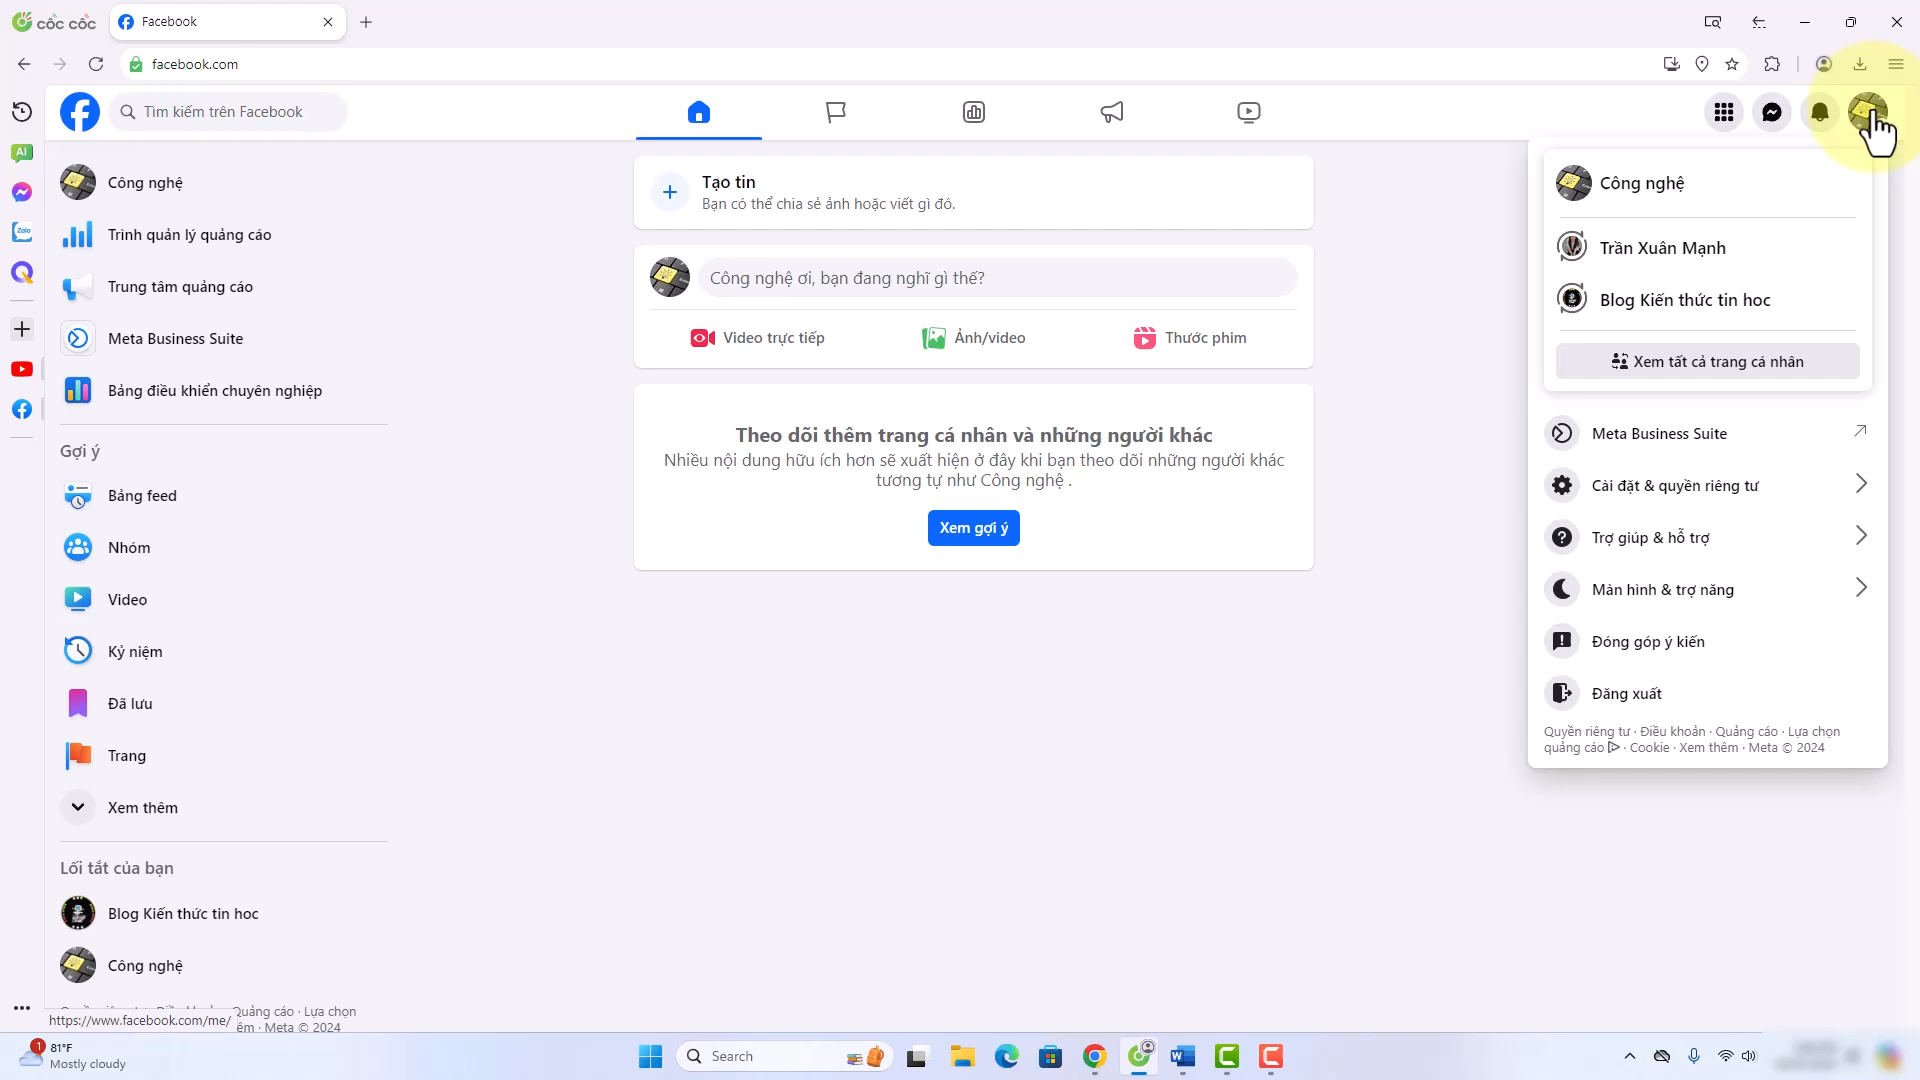 cốc cốc
Facebook
facebook.com
Tìm kiếm trên Facebook
AI
Zalo
Công nghệ
Trình quản lý quảng cáo
Trung tâm quảng cáo
Meta Business Suite
Bảng điều khiển chuyên nghiệp
Gợi ý
Bảng feed
Nhóm
Video
Kỷ niệm
Đã lưu
Trang
Xem thêm
Lối tắt của bạn
Blog Kiến thức tin học
Công nghệ
Quảng cáo · Lựa chọn
https://www.facebook.com/me/
êm · Meta © 2024
Tạo tin
Bạn có thể chia sẻ ảnh hoặc viết gì đó.
Công nghệ ơi, bạn đang nghĩ gì thế?
Video trực tiếp
Ảnh/video
Thước phim
Theo dõi thêm trang cá nhân và những người khác
Nhiều nội dung hữu ích hơn sẽ xuất hiện ở đây khi bạn theo dõi những người khác
tương tự như Công nghệ .
Xem gợi ý
Công nghệ
Trần Xuân Mạnh
Blog Kiến thức tin học
Xem tất cả trang cá nhân
Meta Business Suite
Cài đặt & quyền riêng tư
Trợ giúp & hỗ trợ
Màn hình & trợ năng
Đóng góp ý kiến
Đăng xuất
Quyền riêng tư · Điều khoản · Quảng cáo · Lựa chọn
quảng cáo · Cookie · Xem thêm · Meta © 2024
1
81°F
Mostly cloudy
Search